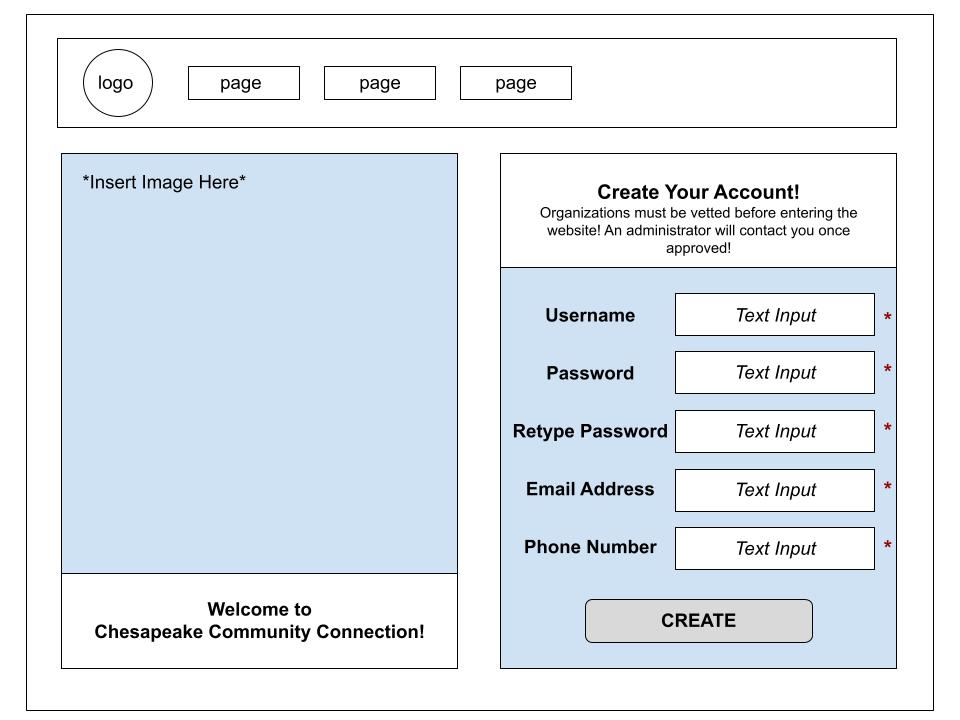 logo
page
page
page
*Insert Image Here*
Welcome to
Chesapeake Community Connection!
Create Your Account!
Organizations must be vetted before entering the
website! An administrator will contact you once
approved!
Username Text Input *
Password Text Input *
Retype Password Text Input *
Email Address Text Input *
Phone Number Text Input *
CREATE